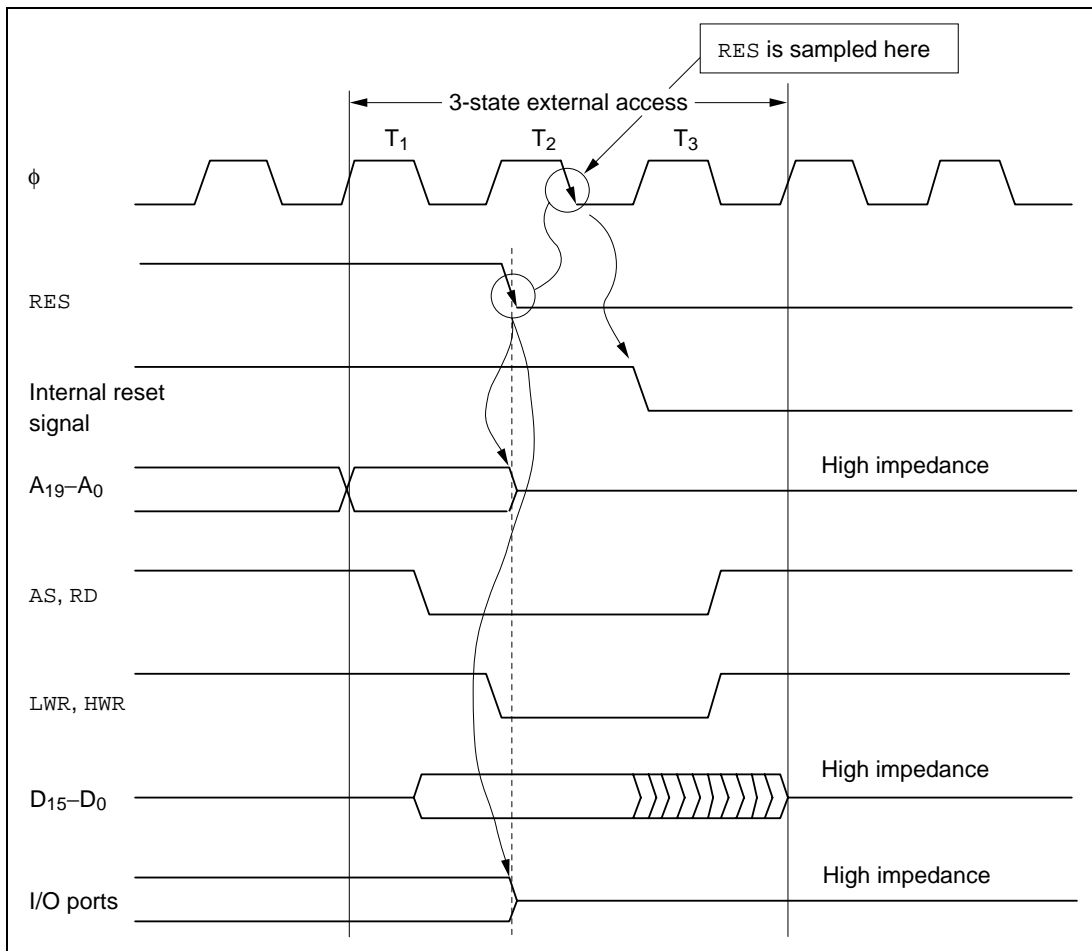 RES is sampled here
3-state external access
T1
T2
T3
ϕ
RES
Internal reset
signal
A19–A0
High impedance
AS, RD
LWR, HWR
D15–D0
High impedance
I/O ports
High impedance